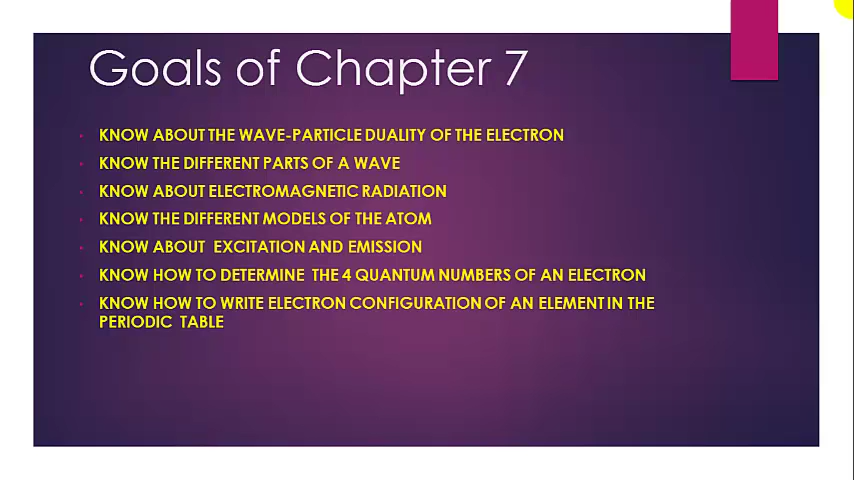 Goals of Chapter 7
KNOW ABOUT THE WAVE-PARTICLE DUALITY OF THE ELECTRON
KNOW THE DIFFERENT PARTS OF A WAVE
KNOW ABOUT ELECTROMAGNETIC RADIATION
KNOW THE DIFFERENT MODELS OF THE ATOM
KNOW ABOUT EXCITATION AND EMISSION
KNOW HOW TO DETERMINE THE 4 QUANTUM NUMBERS OF AN ELECTRON
KNOW HOW TO WRITE ELECTRON CONFIGURATION OF AN ELEMENT IN THE
PERIODIC TABLE